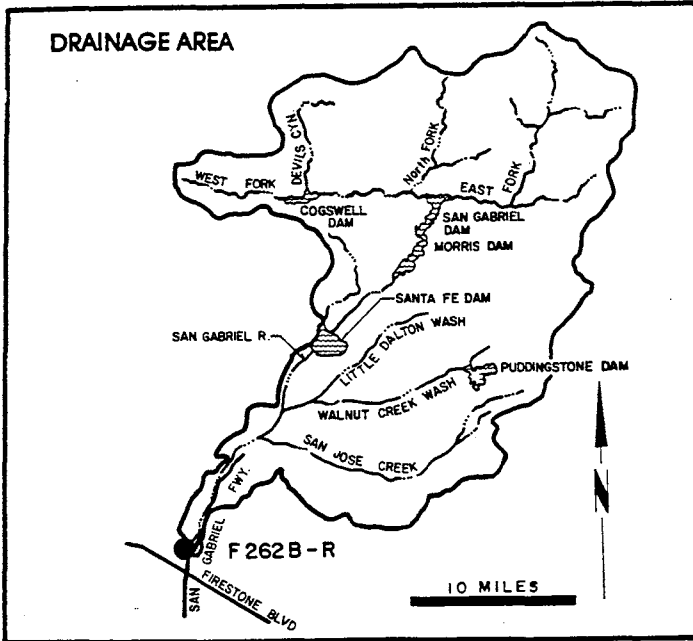 DRAINAGE AREA
DEVILS CYN.
North FORK
WEST FORK
EAST FORK
COGSWELL
DAM
SAN GABRIEL
DAM
MORRIS DAM
SANTA FE DAM
SAN GABRIEL R.
LITTLE DALTON WASH
PUDDINGSTONE DAM
WALNUT CREEK WASH
SAN JOSE CREEK
N
SAN GABRIEL FWY.
F262B-R
FIRESTONE BLVD
10 MILES